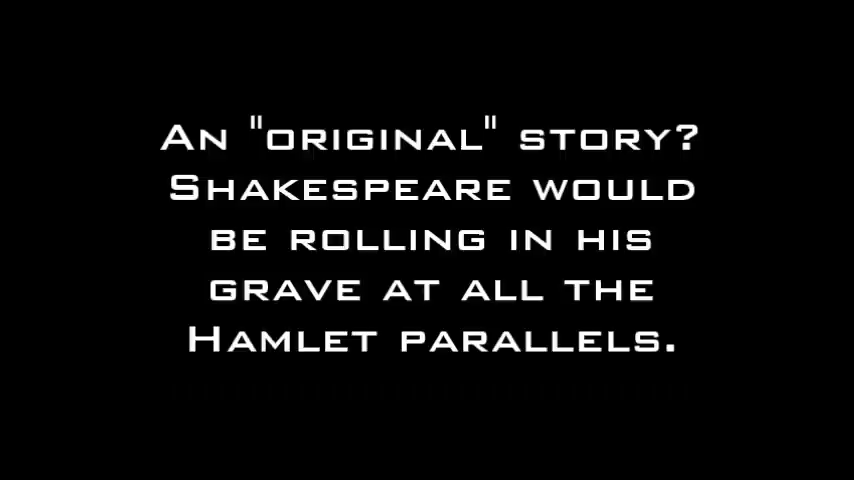 An "original" story?
Shakespeare would
be rolling in his
grave at all the
Hamlet parallels.